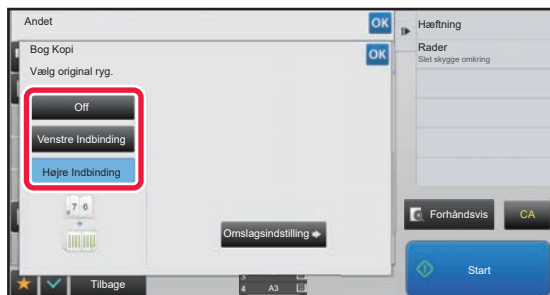 Andet
OK
Bog Kopi
OK
Vælg original ryg.
Off
Venstre Indbinding
Højre Indbinding
7 6
Omslagsindstilling
Tilbage
4 A3
Hæftning
Rader
Slet skygge omkring
Forhåndsvis
CA
Start